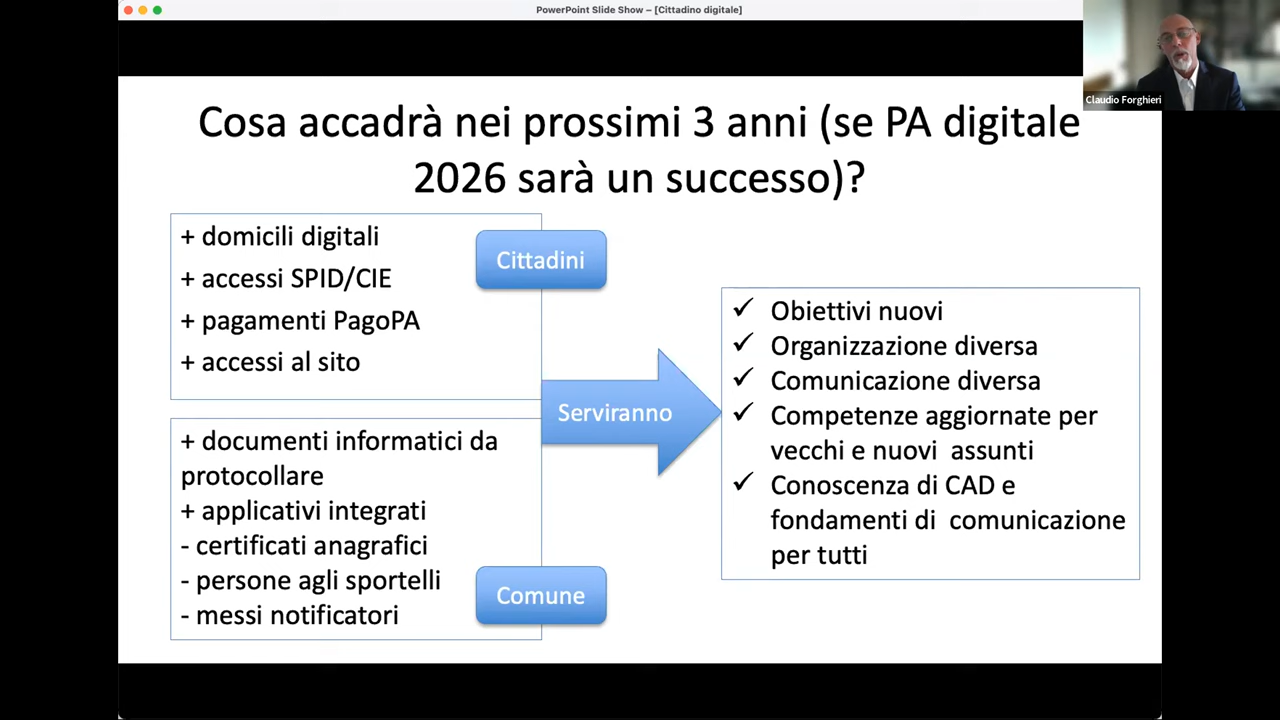 PowerPoint Slide Show – [Cittadino digitale]
Claudio Forghieri
Cosa accadrà nei prossimi 3 anni (se PA digitale
2026 sarà un successo)?
+ domicili digitali
+ accessi SPID/CIE
+ pagamenti PagoPA
+ accessi al sito
Cittadini
+ documenti informatici da
protocollare
+ applicativi integrati
- certificati anagrafici
- persone agli sportelli
- messi notificatori
Comune
Serviranno
✓ Obiettivi nuovi
✓ Organizzazione diversa
✓ Comunicazione diversa
✓ Competenze aggiornate per
vecchi e nuovi assunti
✓ Conoscenza di CAD e
fondamenti di comunicazione
per tutti